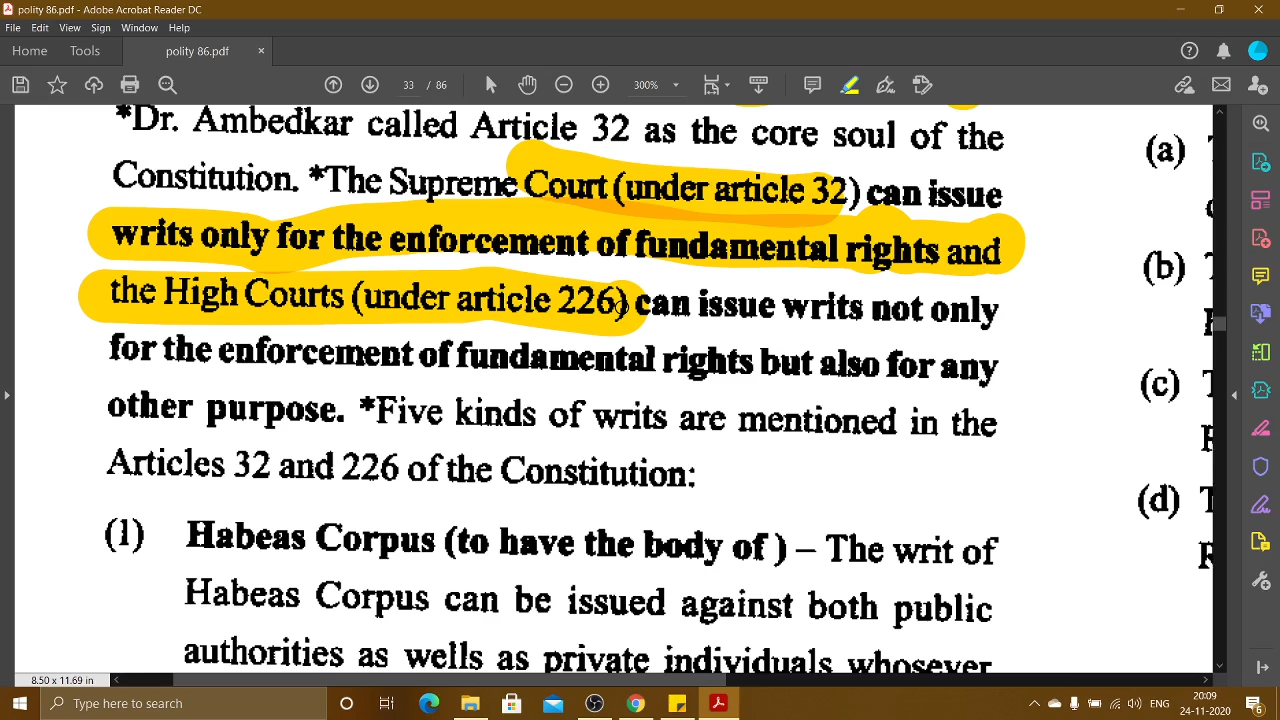 polity 86.pdf - Adobe Acrobat Reader DC
File Edit View Sign Window Help
Home Tools polity 86.pdf ×
33 / 86 300%
*Dr. Ambedkar called Article 32 as the core soul of the
Constitution. *The Supreme Court (under article 32) can issue
writs only for the enforcement of fundamental rights and
the High Courts (under article 226) can issue writs not only
for the enforcement of fundamental rights but also for any
other purpose. *Five kinds of writs are mentioned in the
Articles 32 and 226 of the Constitution:
(1) Habeas Corpus (to have the body of ) – The writ of
Habeas Corpus can be issued against both public
authorities as wells as private individuals whosever
(a)
(b)
(c)
(d)
8.50 x 11.69 in
Type here to search
ENG
20:09
24-11-2020
6